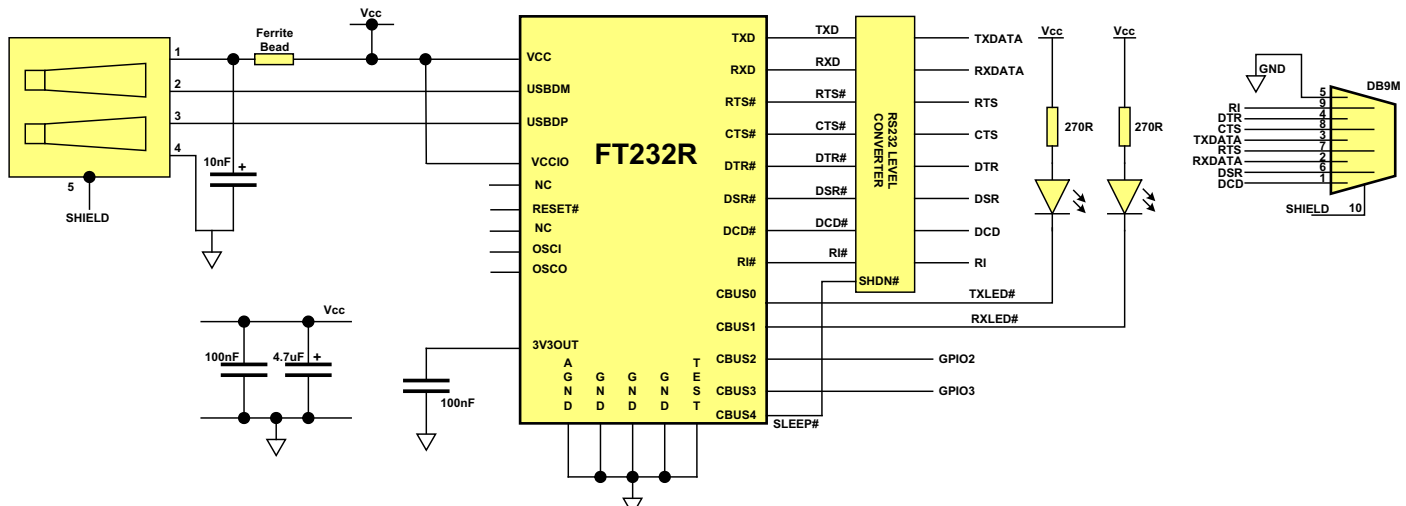 Vcc
Ferrite
Bead
1
2
3
4
5
SHIELD
10nF +
Vcc
100nF
4.7uF +
100nF
FT232R
VCC
USBDM
USBDP
VCCIO
NC
RESET#
NC
OSCI
OSCO
3V3OUT
AGND
GND
GND
GND
TEST
TXD
RXD
RTS#
CTS#
DTR#
DSR#
DCD#
RI#
CBUS0
CBUS1
CBUS2
CBUS3
CBUS4
TXD
RXD
RTS#
CTS#
DTR#
DSR#
DCD#
RI#
SLEEP#
RS232 LEVEL
CONVERTER
SHDN#
TXDATA
RXDATA
RTS
CTS
DTR
DSR
DCD
RI
TXLED#
RXLED#
GPIO2
GPIO3
Vcc
Vcc
270R
270R
GND
DB9M
5
RI 9
DTR 4
CTS 8
TXDATA 3
RTS 7
RXDATA 2
DSR 6
DCD 1
SHIELD 10